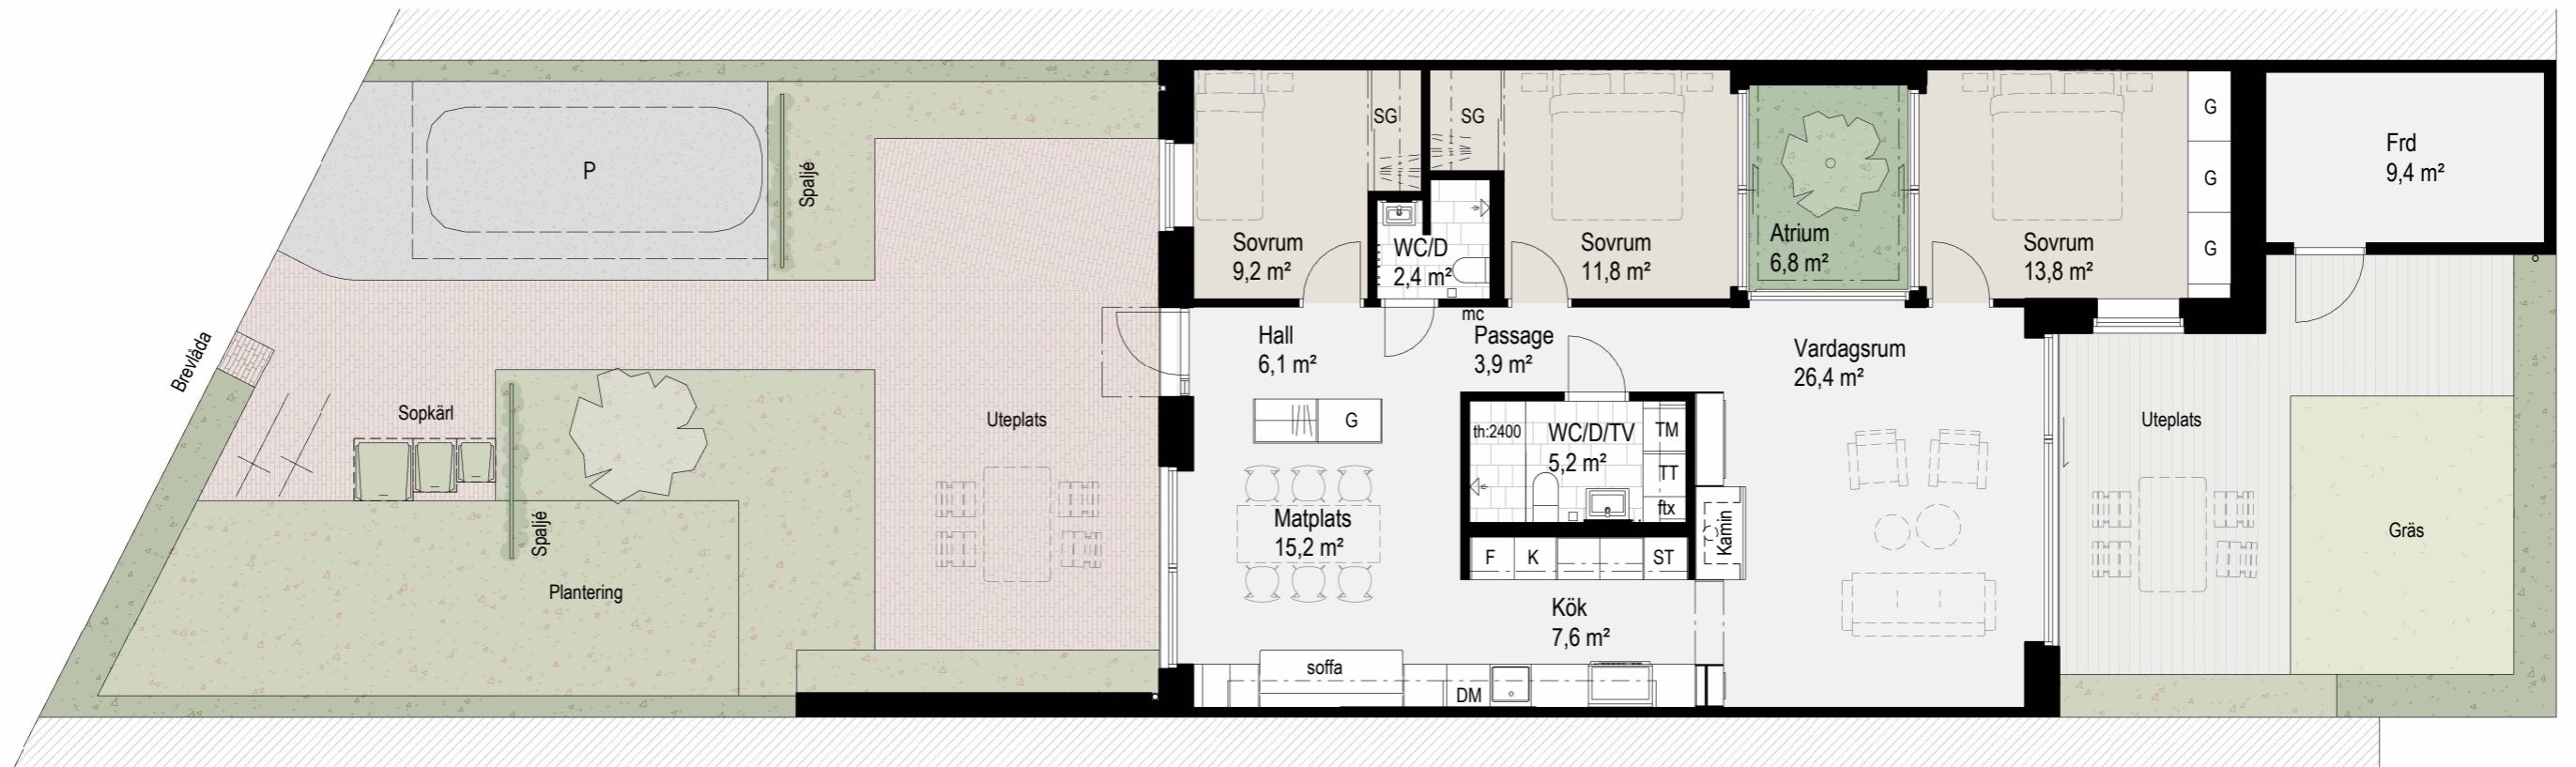 P
Spaljé
Brevlåda
Sopkärl
Spaljé
Plantering
Uteplats
Sovrum
9,2 m²
SG
SG
WC/D
2,4 m²
Sovrum
11,8 m²
Atrium
6,8 m²
Sovrum
13,8 m²
G
G
G
Frd
9,4 m²
Hall
6,1 m²
mc
Passage
3,9 m²
Vardagsrum
26,4 m²
G
th:2400
WC/D/TV
5,2 m²
TM
TT
ftx
Matplats
15,2 m²
F
K
ST
Kamin
Kök
7,6 m²
soffa
DM
Uteplats
Gräs